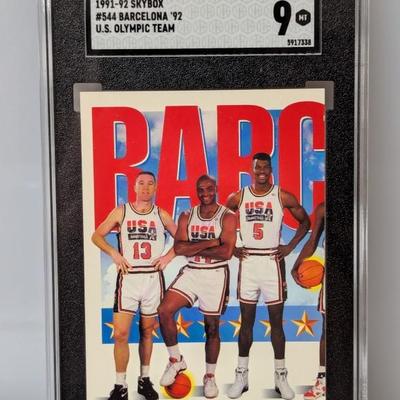 1991-92 SKYBOX
#544 BARCELONA '92
U.S. OLYMPIC TEAM
9
MT
5917338
BARC
USA
13
USA
USA
5